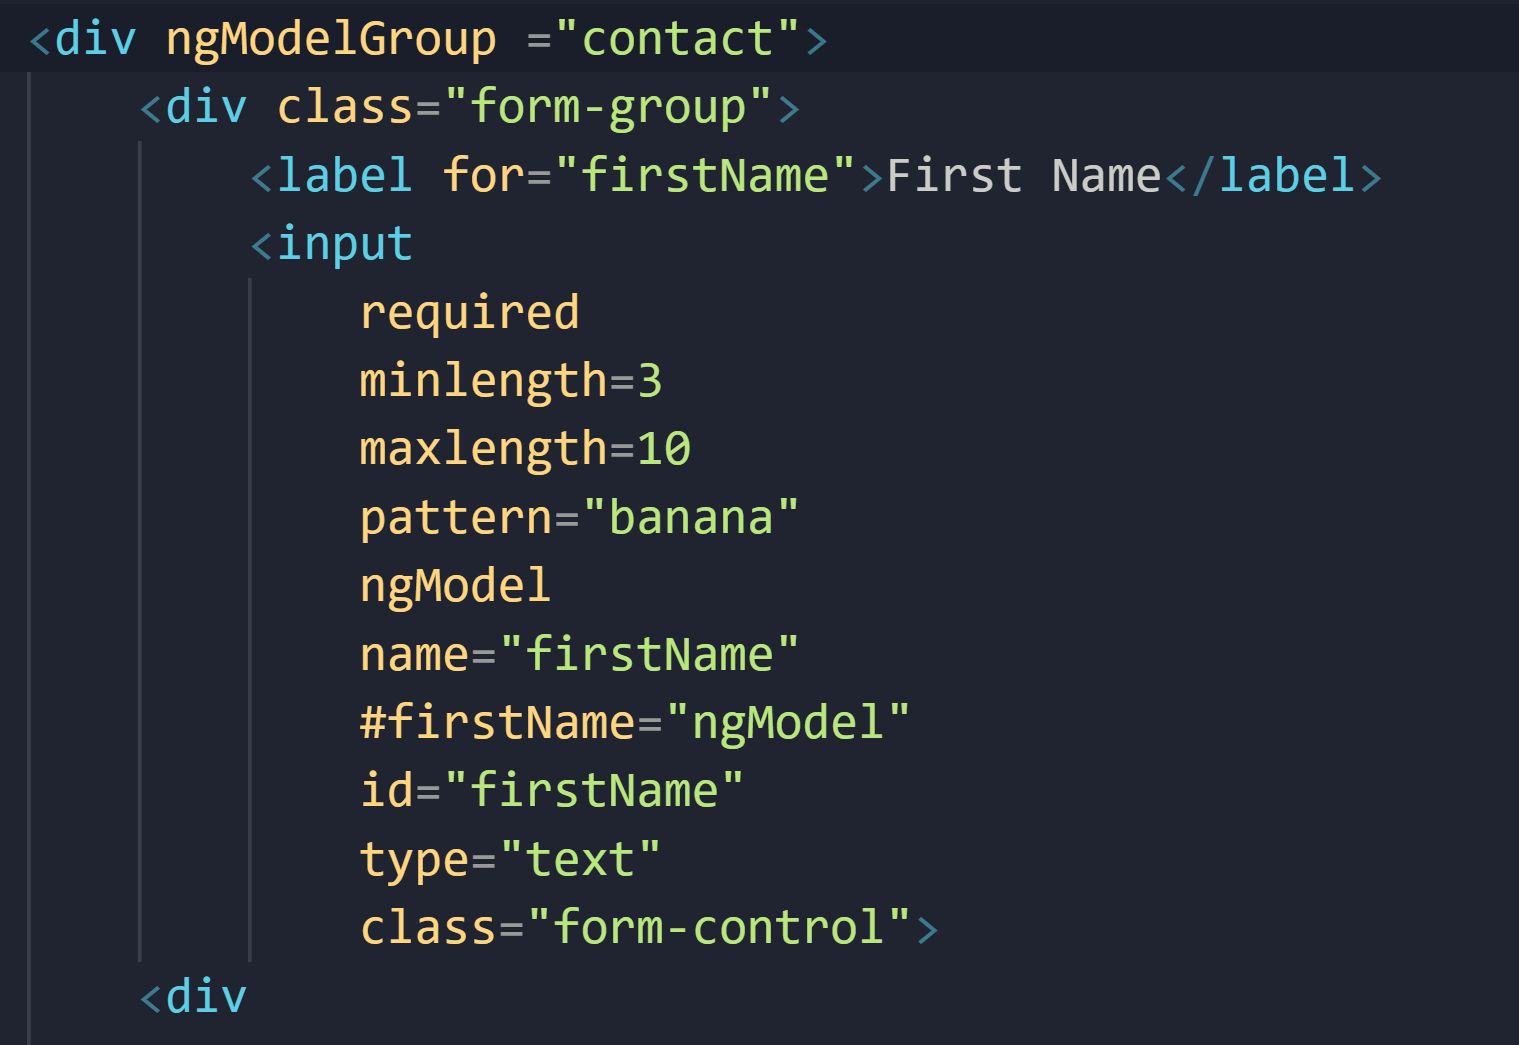 <div ngModelGroup ="contact">
<div class="form-group">
<label for="firstName">First Name</label>
<input
required
minlength=3
maxlength=10
pattern="banana"
ngModel
name="firstName"
#firstName="ngModel"
id="firstName"
type="text"
class="form-control">
<div